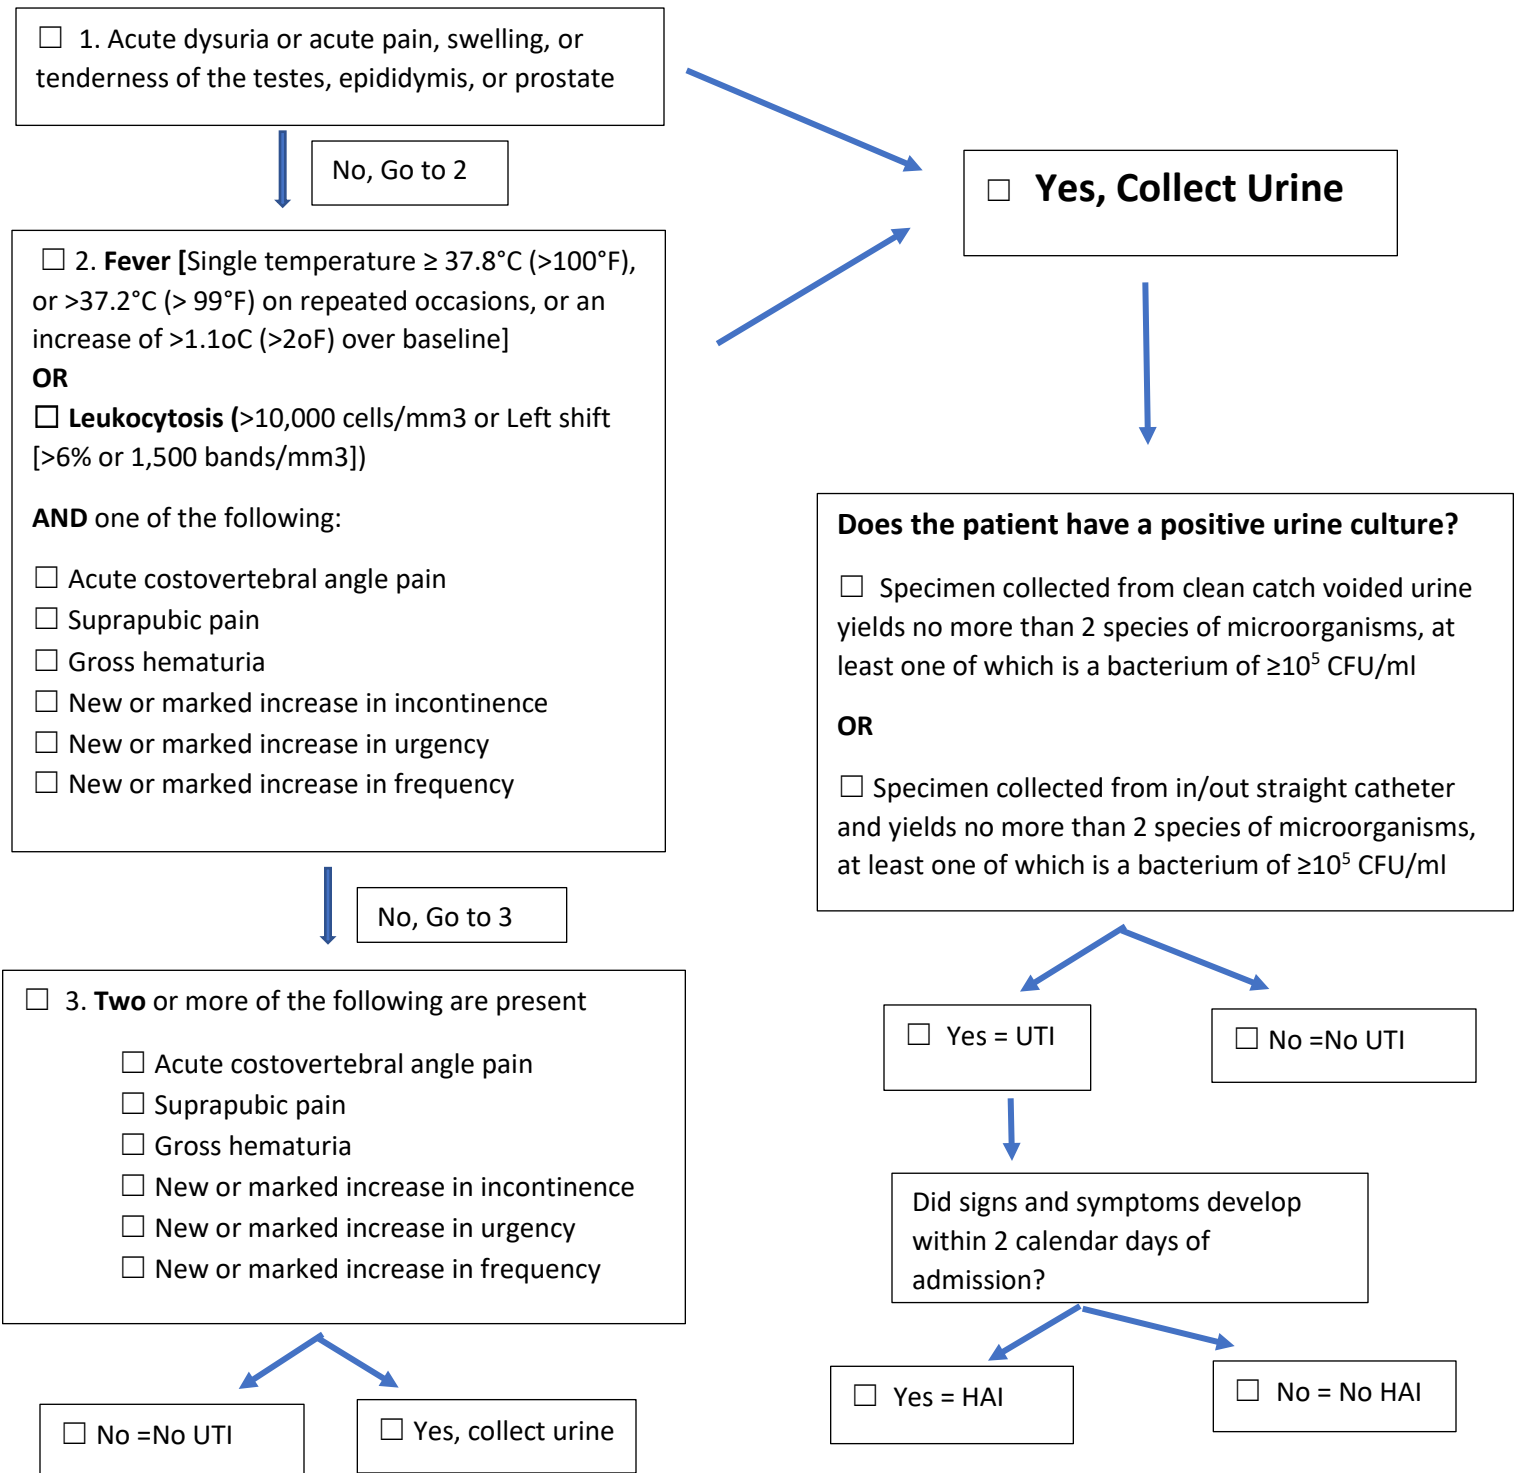 ☐ 1. Acute dysuria or acute pain, swelling, or
tenderness of the testes, epididymis, or prostate
No, Go to 2
☐ Yes, Collect Urine
☐ 2. Fever [Single temperature ≥ 37.8°C (>100°F),
or >37.2°C (> 99°F) on repeated occasions, or an
increase of >1.1oC (>2oF) over baseline]
OR
☐ Leukocytosis (>10,000 cells/mm3 or Left shift
[>6% or 1,500 bands/mm3])
AND one of the following:
☐ Acute costovertebral angle pain
☐ Suprapubic pain
☐ Gross hematuria
☐ New or marked increase in incontinence
☐ New or marked increase in urgency
☐ New or marked increase in frequency
No, Go to 3
☐ 3. Two or more of the following are present
☐ Acute costovertebral angle pain
☐ Suprapubic pain
☐ Gross hematuria
☐ New or marked increase in incontinence
☐ New or marked increase in urgency
☐ New or marked increase in frequency
☐ No =No UTI
☐ Yes, collect urine
Does the patient have a positive urine culture?
☐ Specimen collected from clean catch voided urine
yields no more than 2 species of microorganisms, at
least one of which is a bacterium of ≥10⁵ CFU/ml
OR
☐ Specimen collected from in/out straight catheter
and yields no more than 2 species of microorganisms,
at least one of which is a bacterium of ≥10⁵ CFU/ml
☐ Yes = UTI
☐ No =No UTI
Did signs and symptoms develop
within 2 calendar days of
admission?
☐ Yes = HAI
☐ No = No HAI